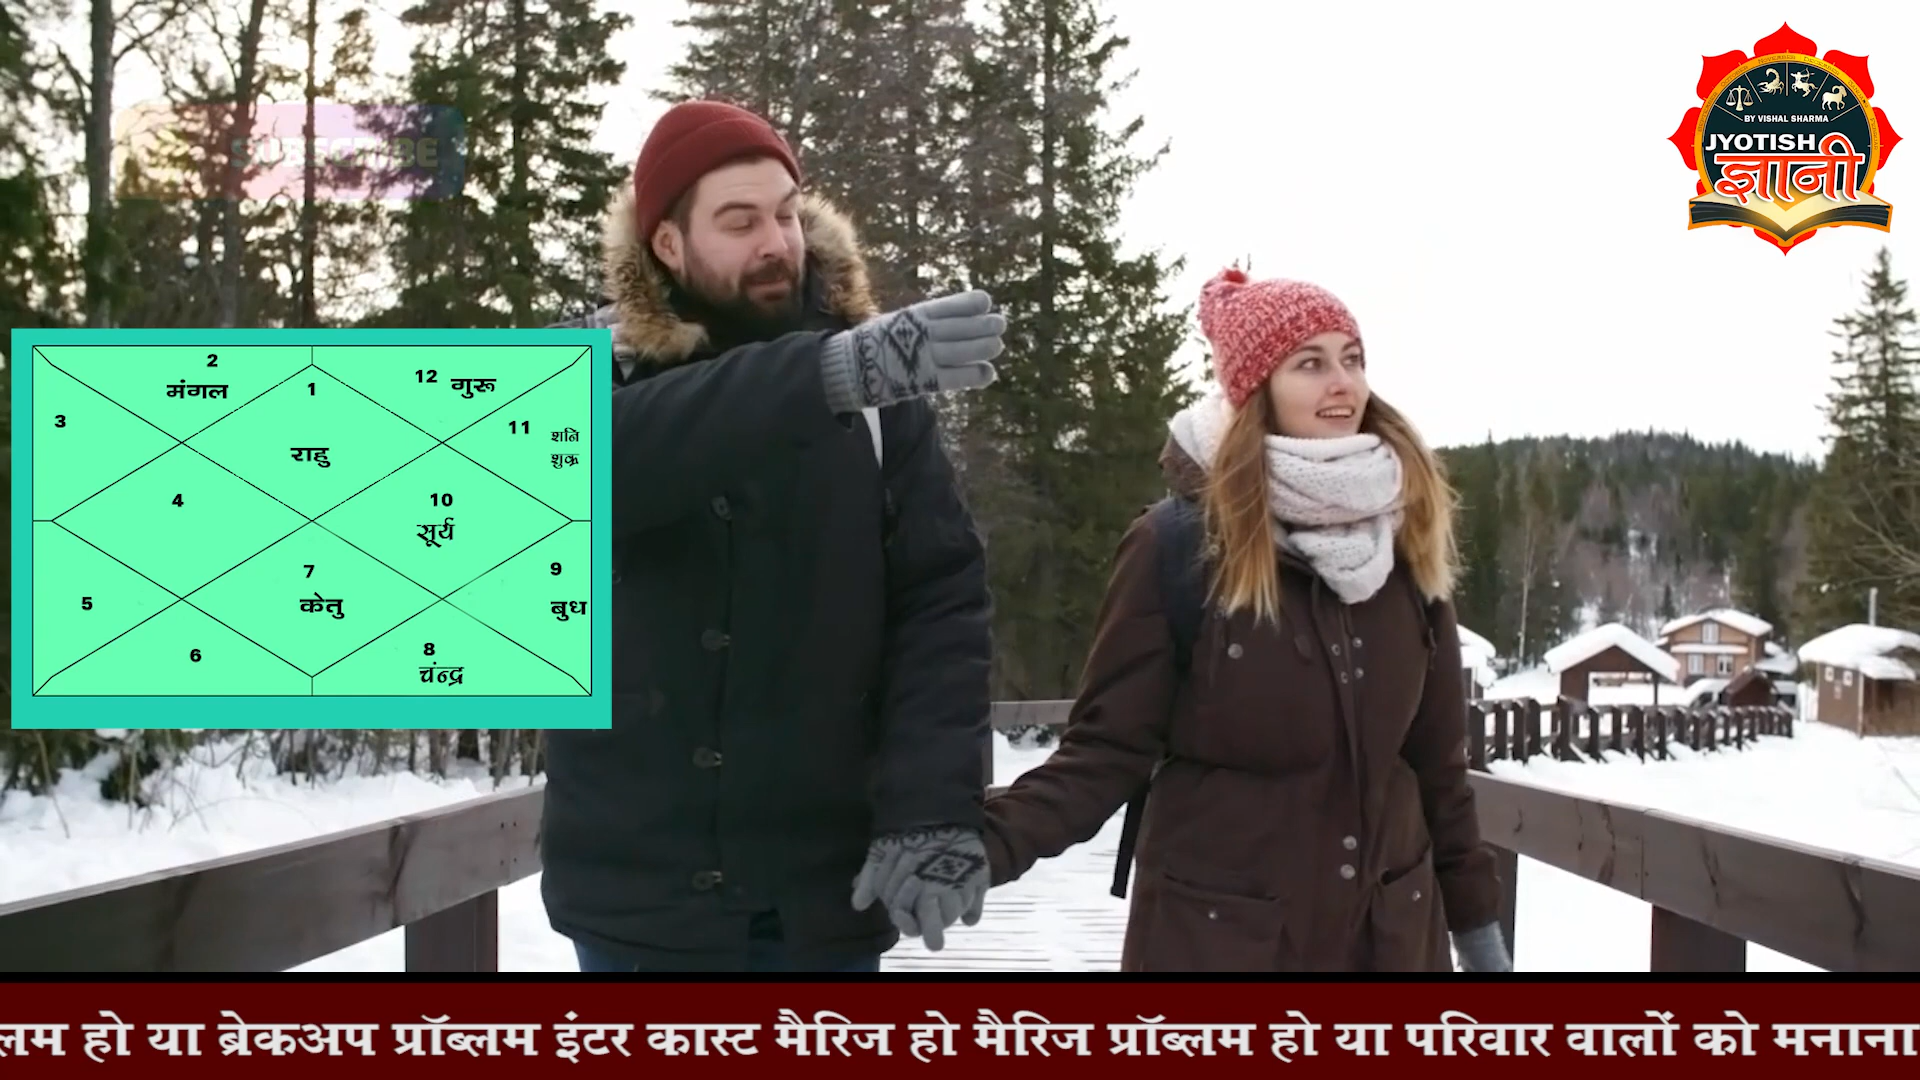 SUBSCRIBE
BY VISHAL SHARMA
JYOTISH
ज्ञानी
2
मंगल
1
12 गुरू
3
11
शनि
शुक्र
राहु
4
10
सूर्य
7
केतु
9
बुध
5
6
8
चंन्द्र
लम हो या ब्रेकअप प्रॉब्लम इंटर कास्ट मैरिज हो मैरिज प्रॉब्लम हो या परिवार वालों को मनाना